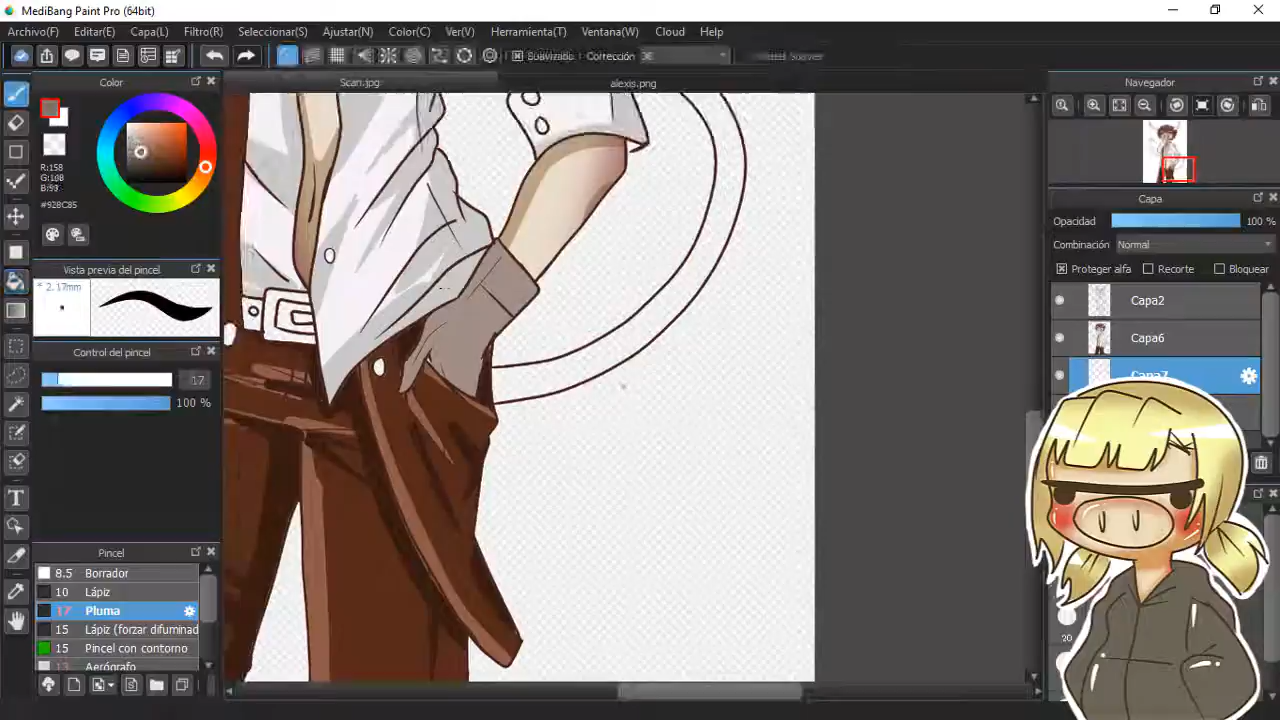 MediBang Paint Pro (64bit)
Archivo(F) Editar(E) Capa(L) Filtro(R) Seleccionar(S) Ajustar(N) Color(C) Ver(V) Herramienta(T) Ventana(W) Cloud Help
Suavizado Corrección Suavizar
Color Scan.jpg alexis.png Navegador
R:158
G:108
#928C85
Capa
Opacidad 100 %
Combinación Normal
Vista previa del pincel
Proteger alfa Recorte Bloquear
* 2.17mm
Capa2
Capa6
Control del pincel
Capa7
17
100 %
Pincel
8.5 Borrador
10 Lápiz
17 Pluma
15 Lápiz (forzar difuminad
15 Pincel con contorno
13 Aerógrafo
20